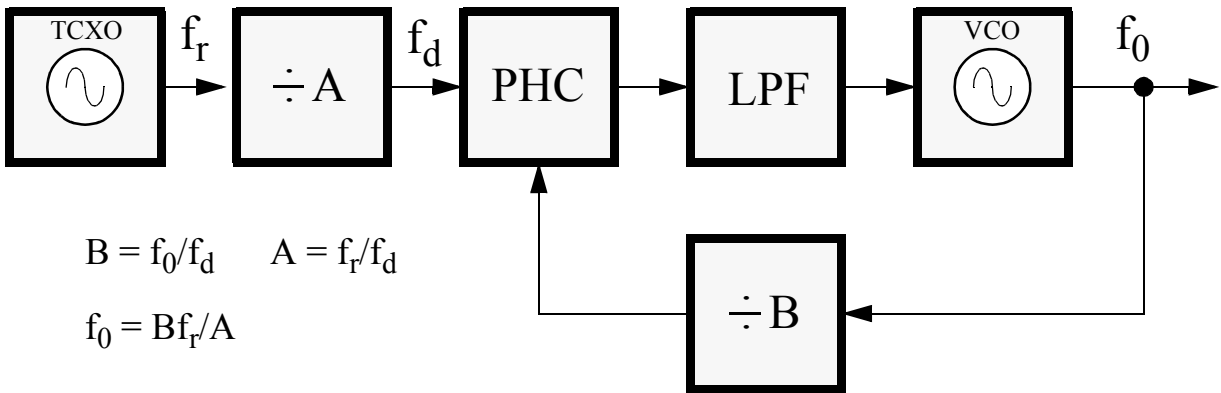 TCXO
f_r
÷ A
f_d
PHC
LPF
VCO
f_0
B = f_0/f_d
A = f_r/f_d
÷ B
f_0 = Bf_r/A